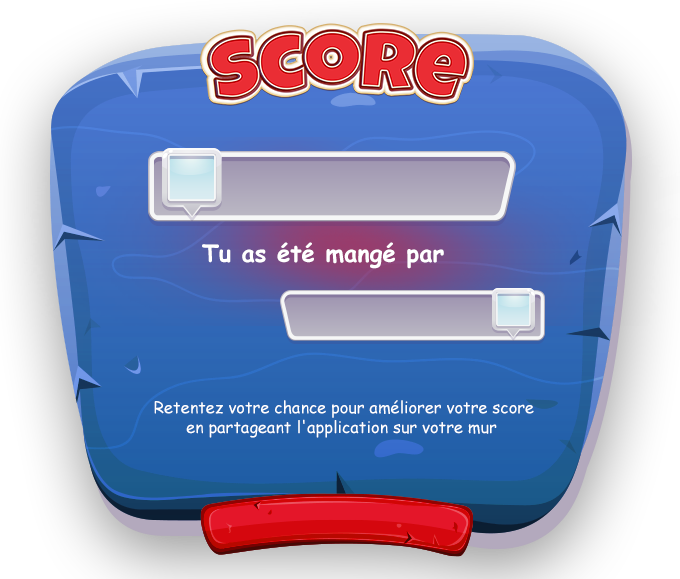 SCORE
Tu as été mangé par
Retentez votre chance pour améliorer votre score
en partageant l'application sur votre mur